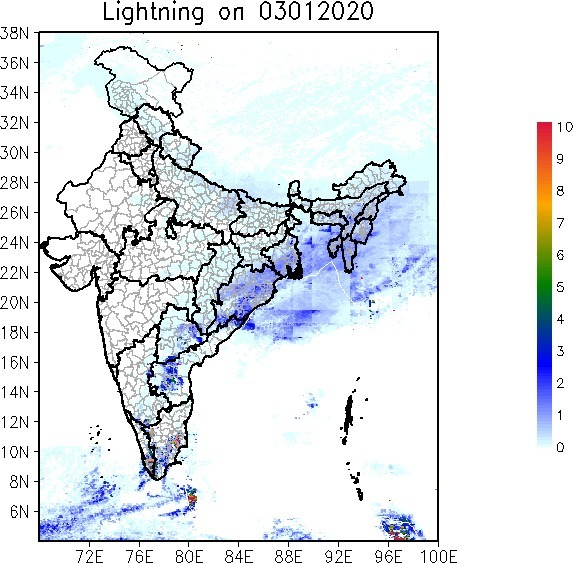 Lightning on 03012020
38N
36N
34N
32N
30N
28N
26N
24N
22N
20N
18N
16N
14N
12N
10N
8N
6N
72E 76E 80E 84E 88E 92E 96E 100E
10
9
8
7
6
5
4
3
2
1
0